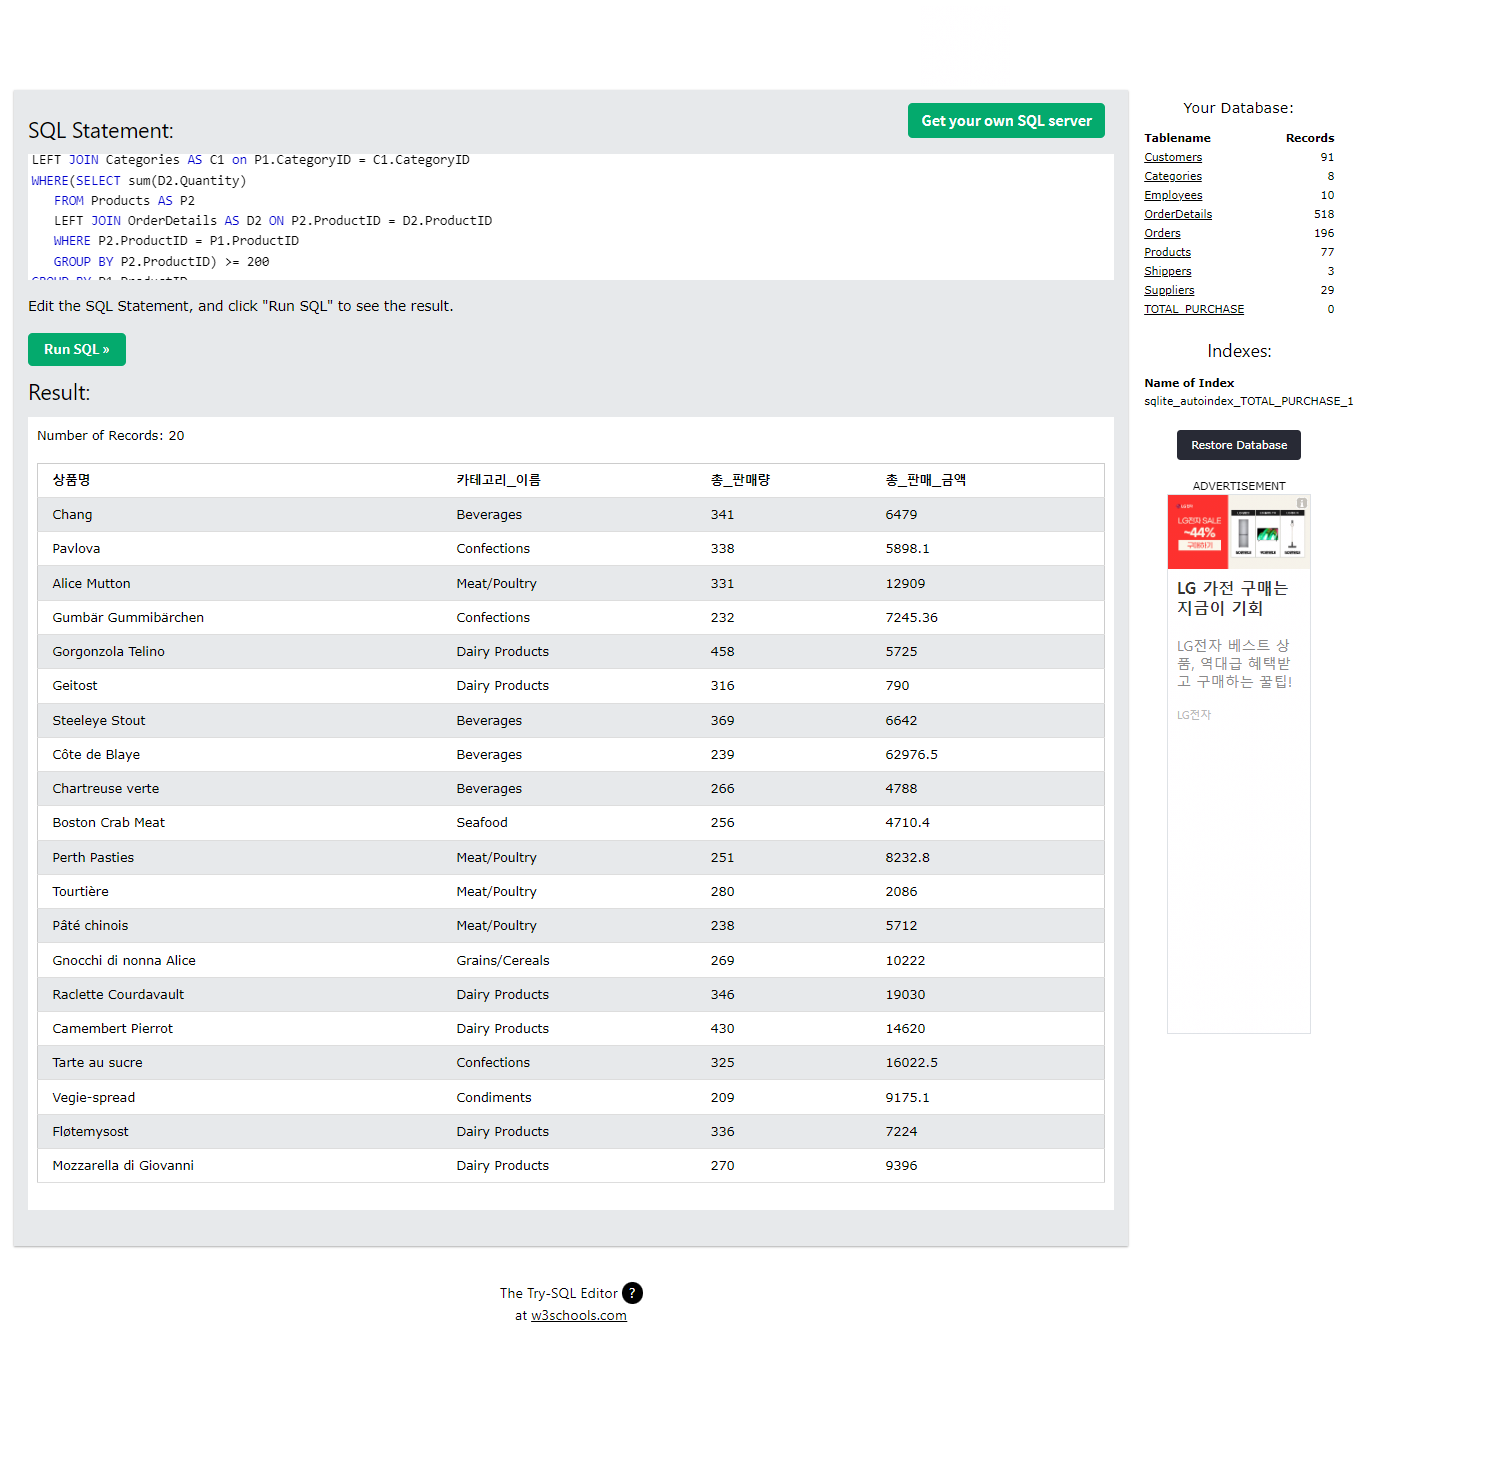 SQL Statement:
Get your own SQL server
LEFT JOIN Categories AS C1 on P1.CategoryID = C1.CategoryID
WHERE(SELECT sum(D2.Quantity)
FROM Products AS P2
LEFT JOIN OrderDetails AS D2 ON P2.ProductID = D2.ProductID
WHERE P2.ProductID = P1.ProductID
GROUP BY P2.ProductID) >= 200
GROUP BY P1.ProductID
Edit the SQL Statement, and click "Run SQL" to see the result.
Run SQL »
Result:
Number of Records: 20
상품명 카테고리_이름 총_판매량 총_판매_금액
Chang Beverages 341 6479
Pavlova Confections 338 5898.1
Alice Mutton Meat/Poultry 331 12909
Gumbär Gummibärchen Confections 232 7245.36
Gorgonzola Telino Dairy Products 458 5725
Geitost Dairy Products 316 790
Steeleye Stout Beverages 369 6642
Côte de Blaye Beverages 239 62976.5
Chartreuse verte Beverages 266 4788
Boston Crab Meat Seafood 256 4710.4
Perth Pasties Meat/Poultry 251 8232.8
Tourtière Meat/Poultry 280 2086
Pâté chinois Meat/Poultry 238 5712
Gnocchi di nonna Alice Grains/Cereals 269 10222
Raclette Courdavault Dairy Products 346 19030
Camembert Pierrot Dairy Products 430 14620
Tarte au sucre Confections 325 16022.5
Vegie-spread Condiments 209 9175.1
Fløtemysost Dairy Products 336 7224
Mozzarella di Giovanni Dairy Products 270 9396
The Try-SQL Editor ?
at w3schools.com
Your Database:
Tablename Records
Customers 91
Categories 8
Employees 10
OrderDetails 518
Orders 196
Products 77
Shippers 3
Suppliers 29
TOTAL_PURCHASE 0
Indexes:
Name of Index
sqlite_autoindex_TOTAL_PURCHASE_1
Restore Database
ADVERTISEMENT
LG전자 SALE
~44%
구매하기
LG 가전 구매는
지금이 기회
LG전자 베스트 상
품, 역대급 혜택받
고 구매하는 꿀팁!
LG전자